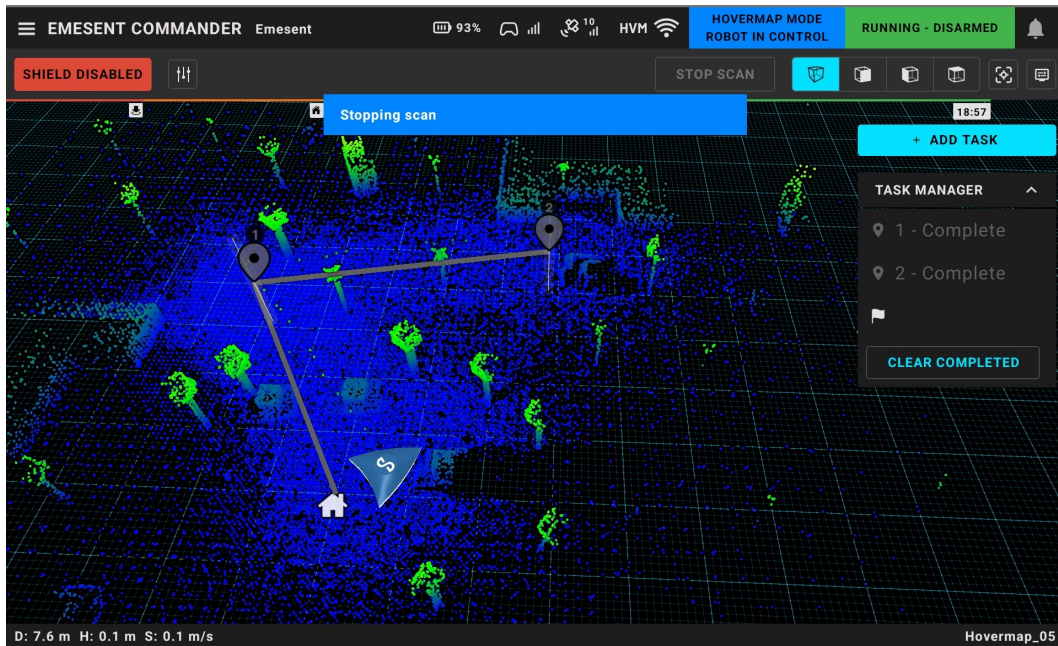 EMESENT COMMANDER Emesent 93% 10 HVM
HOVERMAP MODE
ROBOT IN CONTROL
RUNNING - DISARMED
SHIELD DISABLED
STOP SCAN
Stopping scan
18:57
+ ADD TASK
TASK MANAGER
1 - Complete
2 - Complete
CLEAR COMPLETED
1
2
S
D: 7.6 m H: 0.1 m S: 0.1 m/s
Hovermap_05